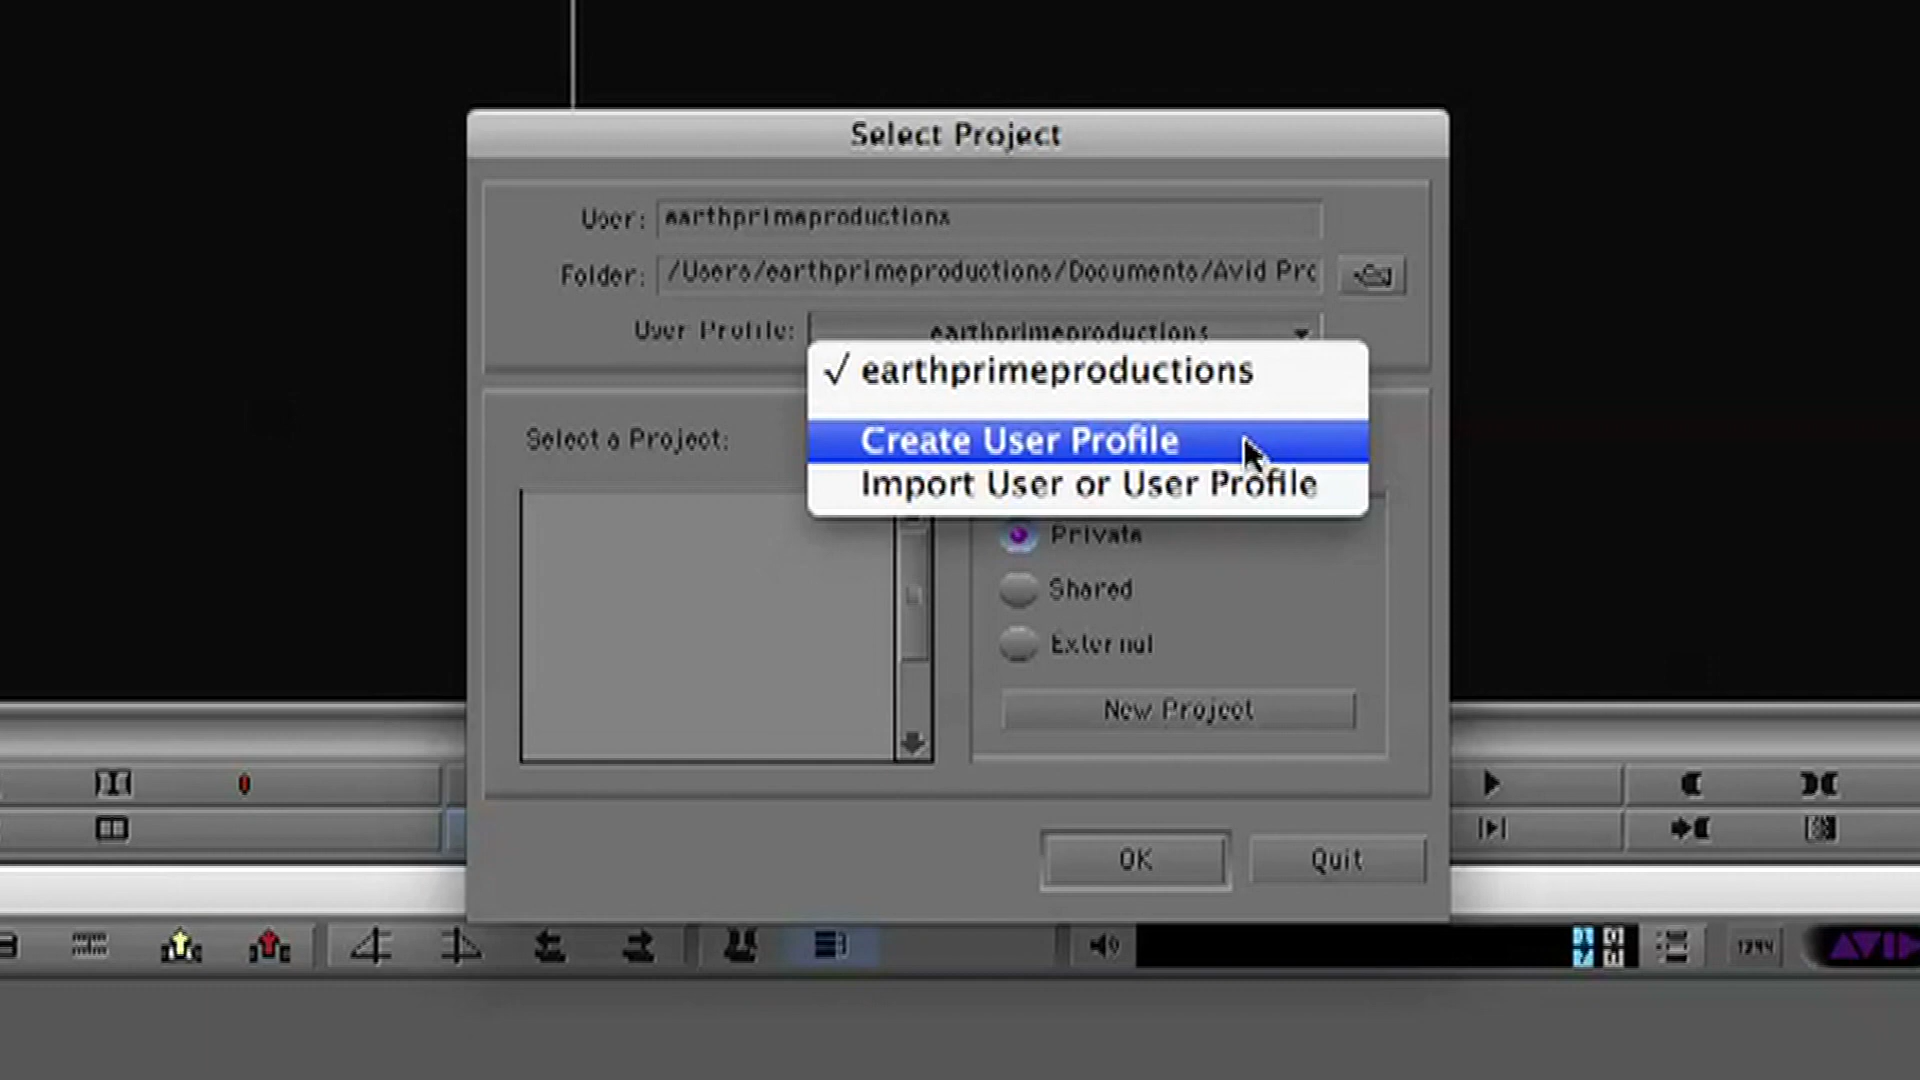 Select Project
User: earthprimeproductions
Folder: /Users/earthprimeproductions/Documents/Avid Pro
User Profile: earthprimeproductions
✓ earthprimeproductions
Create User Profile
Import User or User Profile
Select a Project:
Private
Shared
External
New Project
OK Quit
AVID